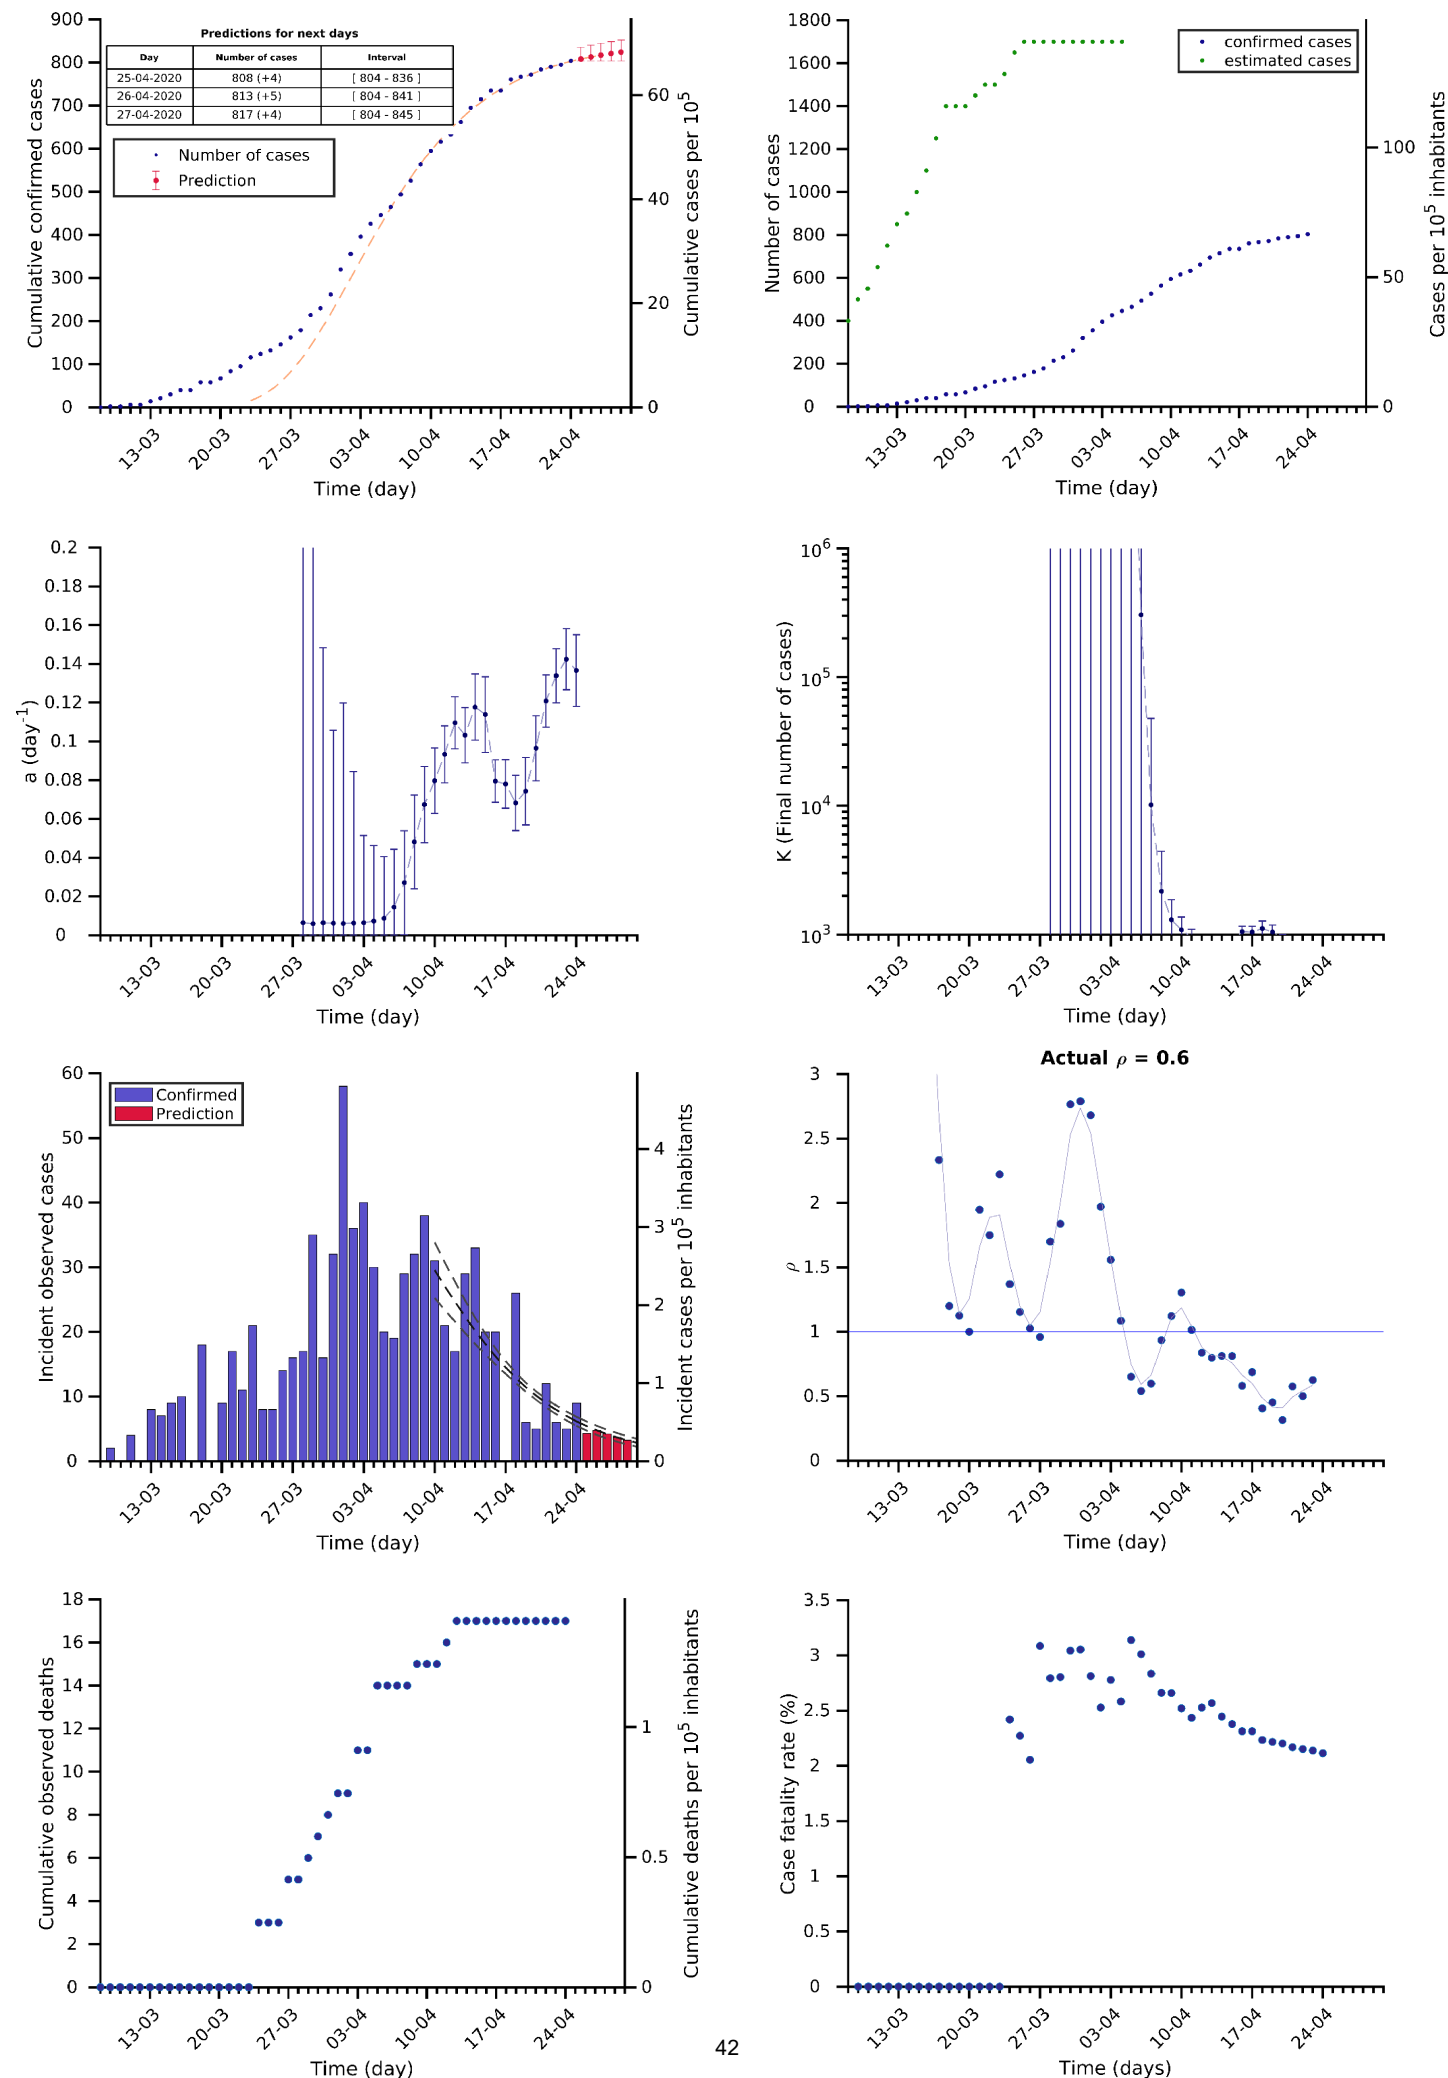 Predictions for next days
Day Number of cases Interval
25-04-2020 808 (+4) [ 804 - 836 ]
26-04-2020 813 (+5) [ 804 - 841 ]
27-04-2020 817 (+4) [ 804 - 845 ]
Number of cases
Prediction
900
800
700
600
500
400
300
200
100
0
Cumulative confirmed cases
60
40
20
0
Cumulative cases per 10^5
13-03 20-03 27-03 03-04 10-04 17-04 24-04
Time (day)
confirmed cases
estimated cases
1800
1600
1400
1200
1000
800
600
400
200
0
Number of cases
100
50
0
Cases per 10^5 inhabitants
13-03 20-03 27-03 03-04 10-04 17-04 24-04
Time (day)
0.2
0.18
0.16
0.14
0.12
0.1
0.08
0.06
0.04
0.02
0
a (day^-1)
13-03 20-03 27-03 03-04 10-04 17-04 24-04
Time (day)
10^6
10^5
10^4
10^3
K (Final number of cases)
13-03 20-03 27-03 03-04 10-04 17-04 24-04
Time (day)
Confirmed
Prediction
60
50
40
30
20
10
0
Incident observed cases
4
3
2
1
0
Incident cases per 10^5 inhabitants
13-03 20-03 27-03 03-04 10-04 17-04 24-04
Time (day)
Actual ρ = 0.6
3
2.5
2
1.5
1
0.5
0
ρ
13-03 20-03 27-03 03-04 10-04 17-04 24-04
Time (day)
18
16
14
12
10
8
6
4
2
0
Cumulative observed deaths
1
0.5
0
Cumulative deaths per 10^5 inhabitants
13-03 20-03 27-03 03-04 10-04 17-04 24-04
Time (day)
3.5
3
2.5
2
1.5
1
0.5
0
Case fatality rate (%)
13-03 20-03 27-03 03-04 10-04 17-04 24-04
Time (days)
42